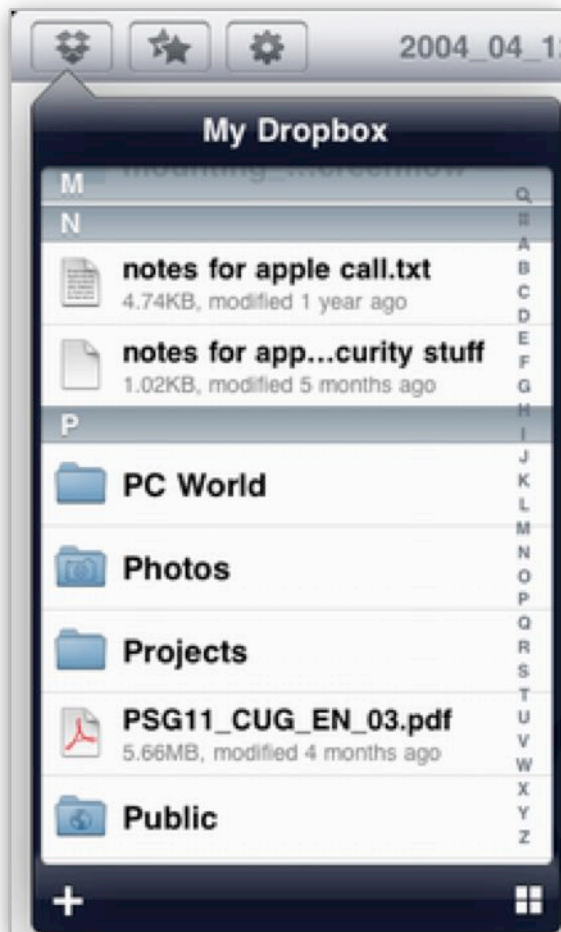 2004_04_1
My Dropbox
M
mounting_...creenflow
N
notes for apple call.txt
4.74KB, modified 1 year ago
notes for app...curity stuff
1.02KB, modified 5 months ago
P
PC World
Photos
Projects
PSG11_CUG_EN_03.pdf
5.66MB, modified 4 months ago
Public
#
A
B
C
D
E
F
G
H
I
J
K
L
M
N
O
P
Q
R
S
T
U
V
W
X
Y
Z